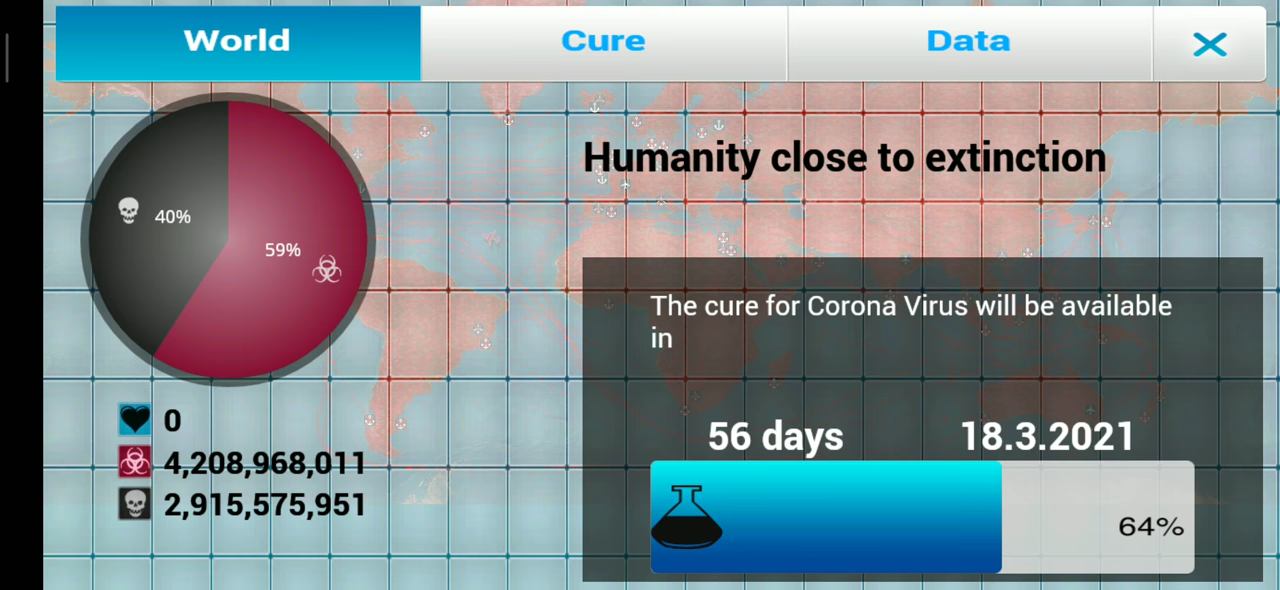 World
Cure
Data
40%
59%
0
4,208,968,011
2,915,575,951
Humanity close to extinction
The cure for Corona Virus will be available
in
56 days
18.3.2021
64%